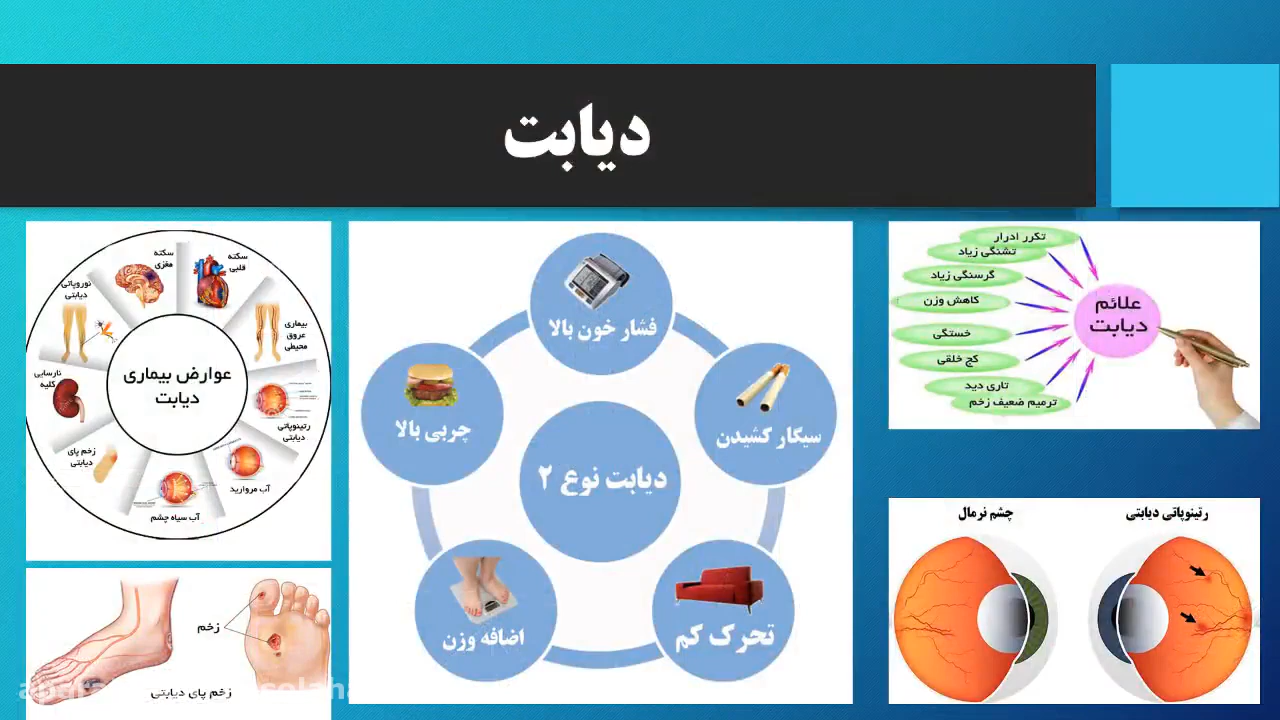 دیابت
تکرر ادرار
تشنگی زیاد
گرسنگی زیاد
کاهش وزن
خستگی
کج خلقی
تاری دید
ترمیم ضعیف زخم
علائم
دیابت
رتینوپاتی دیابتی
چشم نرمال
فشار خون بالا
سیگار کشیدن
تحرک کم
اضافه وزن
چربی بالا
دیابت نوع ۲
سکته
قلبی
بیماری
عروق
محیطی
رتینوپاتی
دیابتی
آب مروارید
آب سیاه چشم
زخم پای
دیابتی
نارسایی
کلیه
نوروپاتی
دیابتی
سکته
مغزی
عوارض بیماری
دیابت
زخم
زخم پای دیابتی